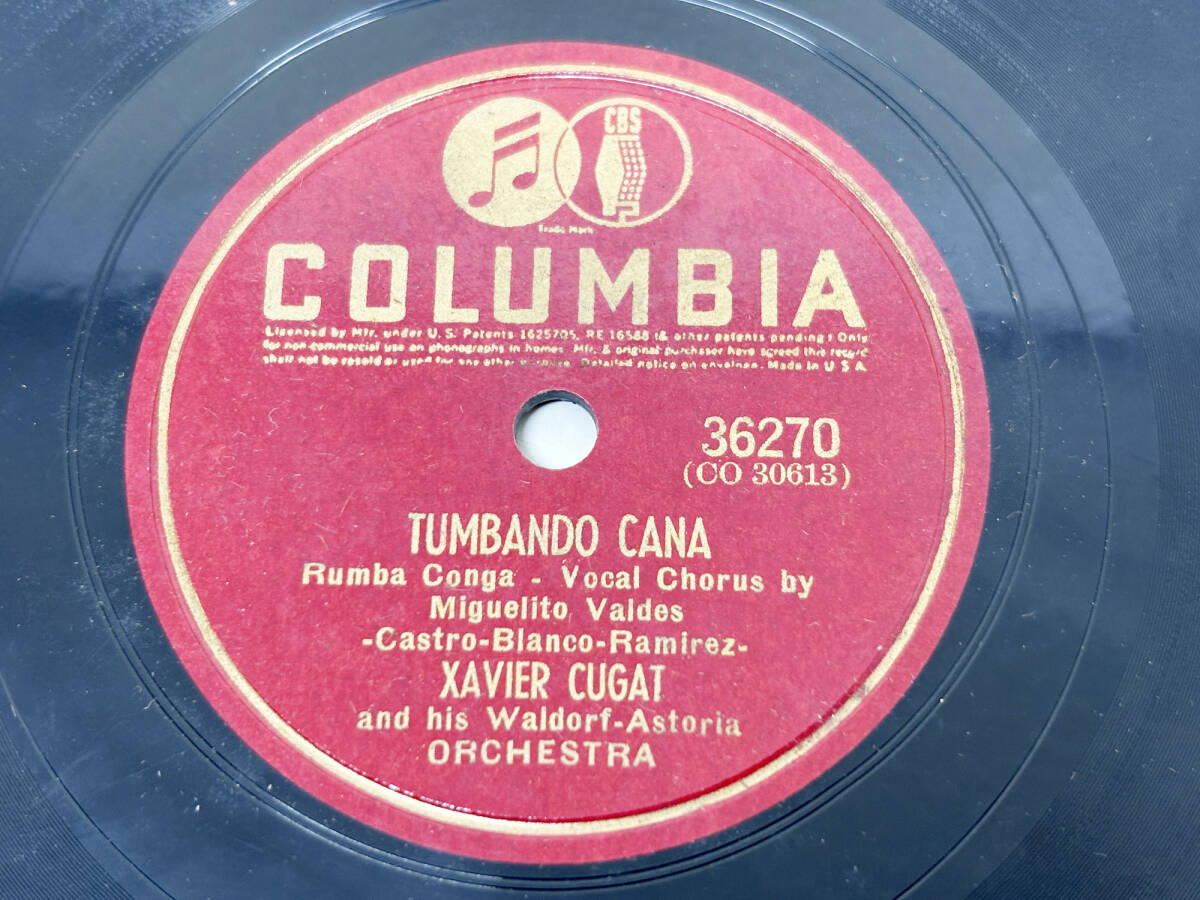 CBS
Trade Mark
COLUMBIA
Licensed by Mfr. under U. S. Patents 1625705, RE 16588 (& other patents pending) Only
for non-commercial use on phonographs in homes. Mfr. & original purchaser have agreed this record
shall not be resold or used for any other purpose. Detailed notice on envelope. Made in U S A.
36270
(CO 30613)
TUMBANDO CANA
Rumba Conga - Vocal Chorus by
Miguelito Valdes
-Castro-Blanco-Ramirez-
XAVIER CUGAT
and his Waldorf-Astoria
ORCHESTRA